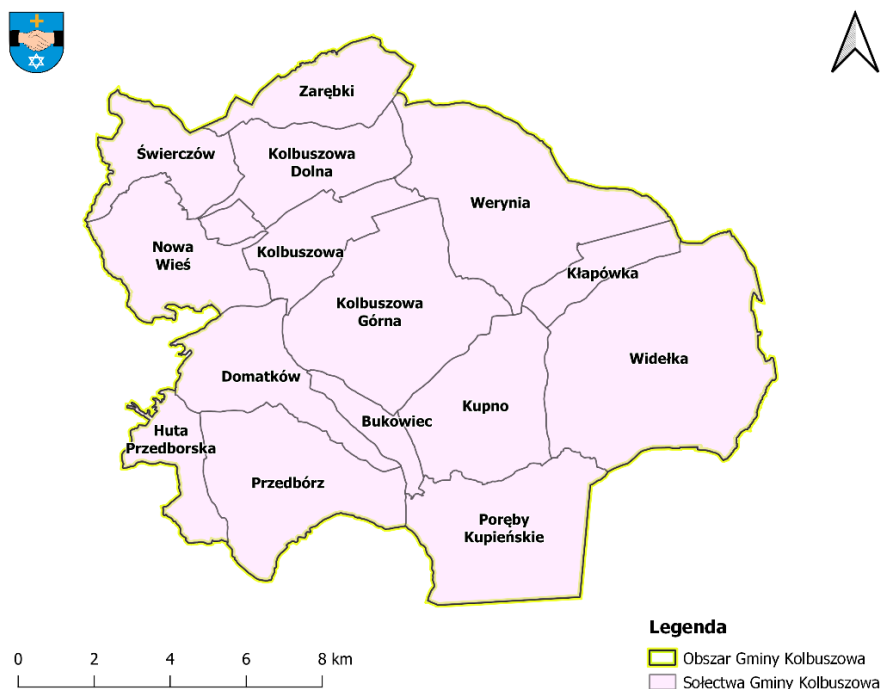 Zarębki
Świerczów
Kolbuszowa
Dolna
Werynia
Nowa
Wieś
Kolbuszowa
Kłapówka
Kolbuszowa
Górna
Widełka
Domatków
Kupno
Bukowiec
Huta
Przedborska
Przedbórz
Poręby
Kupieńskie
Legenda
Obszar Gminy Kolbuszowa
Sołectwa Gminy Kolbuszowa
0 2 4 6 8 km